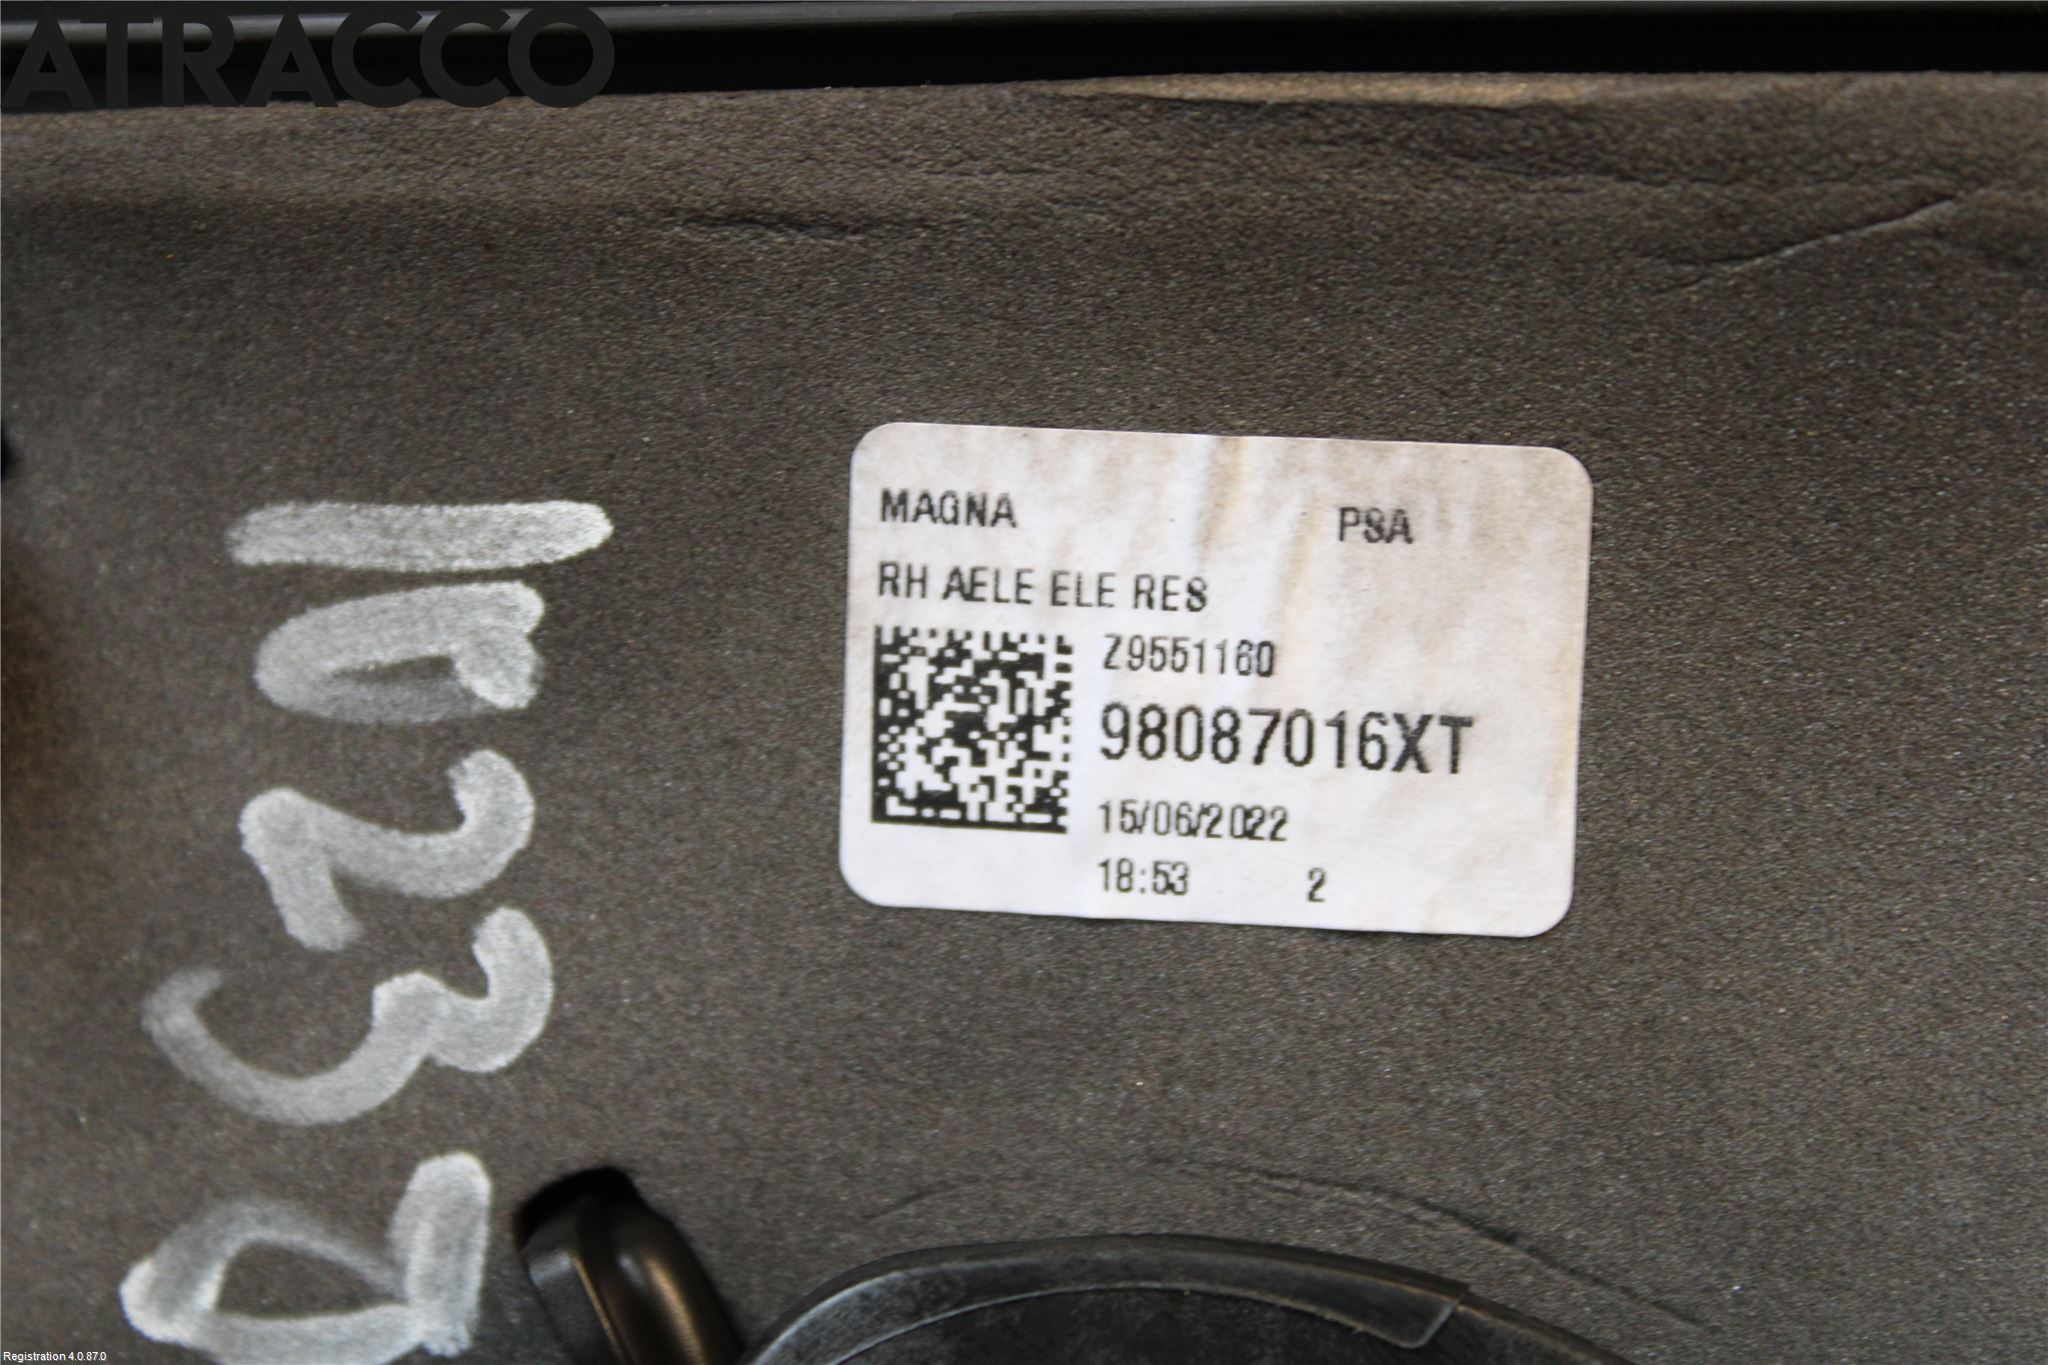 ATRACCO
MAGNA PSA
RH AELE ELE RES
Z9551160
98087016XT
15/06/2022
18:53 2
Registration 4.0.87.0